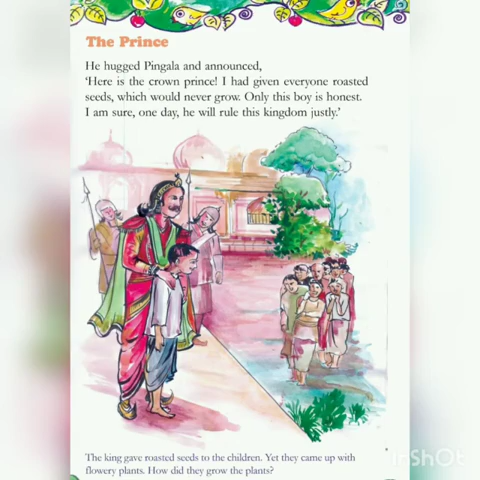 The Prince
He hugged Pingala and announced,
‘Here is the crown prince! I had given everyone roasted
seeds, which would never grow. Only this boy is honest.
I am sure, one day, he will rule this kingdom justly.’
The king gave roasted seeds to the children. Yet they came up with
flowery plants. How did they grow the plants?
InShOt